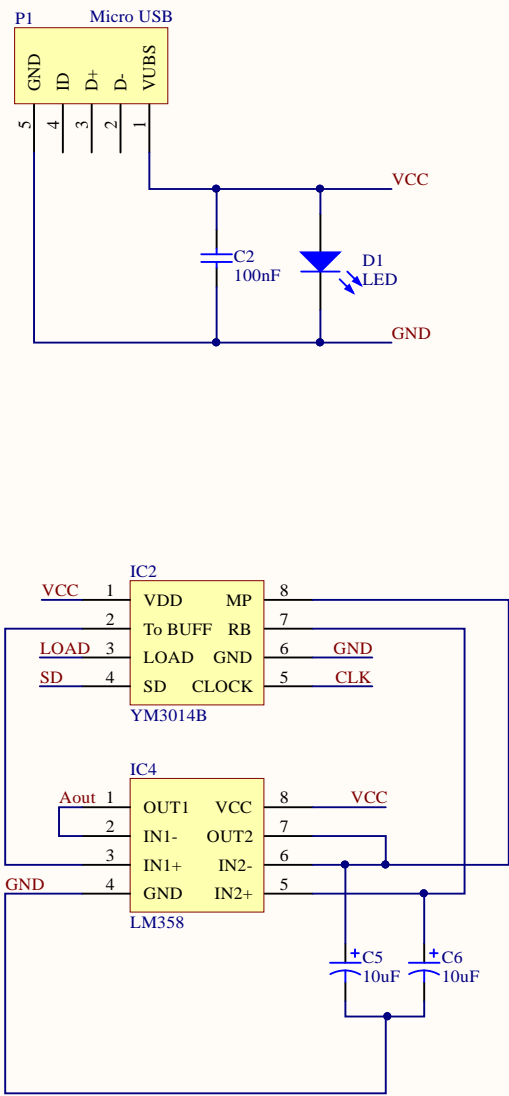 P1 Micro USB
GND ID D+ D- VUBS
5 4 3 2 1
VCC
C2
100nF
D1
LED
GND
IC2
VCC 1 VDD MP 8
2 To BUFF RB 7
LOAD 3 LOAD GND 6 GND
SD 4 SD CLOCK 5 CLK
YM3014B
IC4
Aout 1 OUT1 VCC 8 VCC
2 IN1- OUT2 7
3 IN1+ IN2- 6
GND 4 GND IN2+ 5
LM358
+ C5
10uF
+ C6
10uF